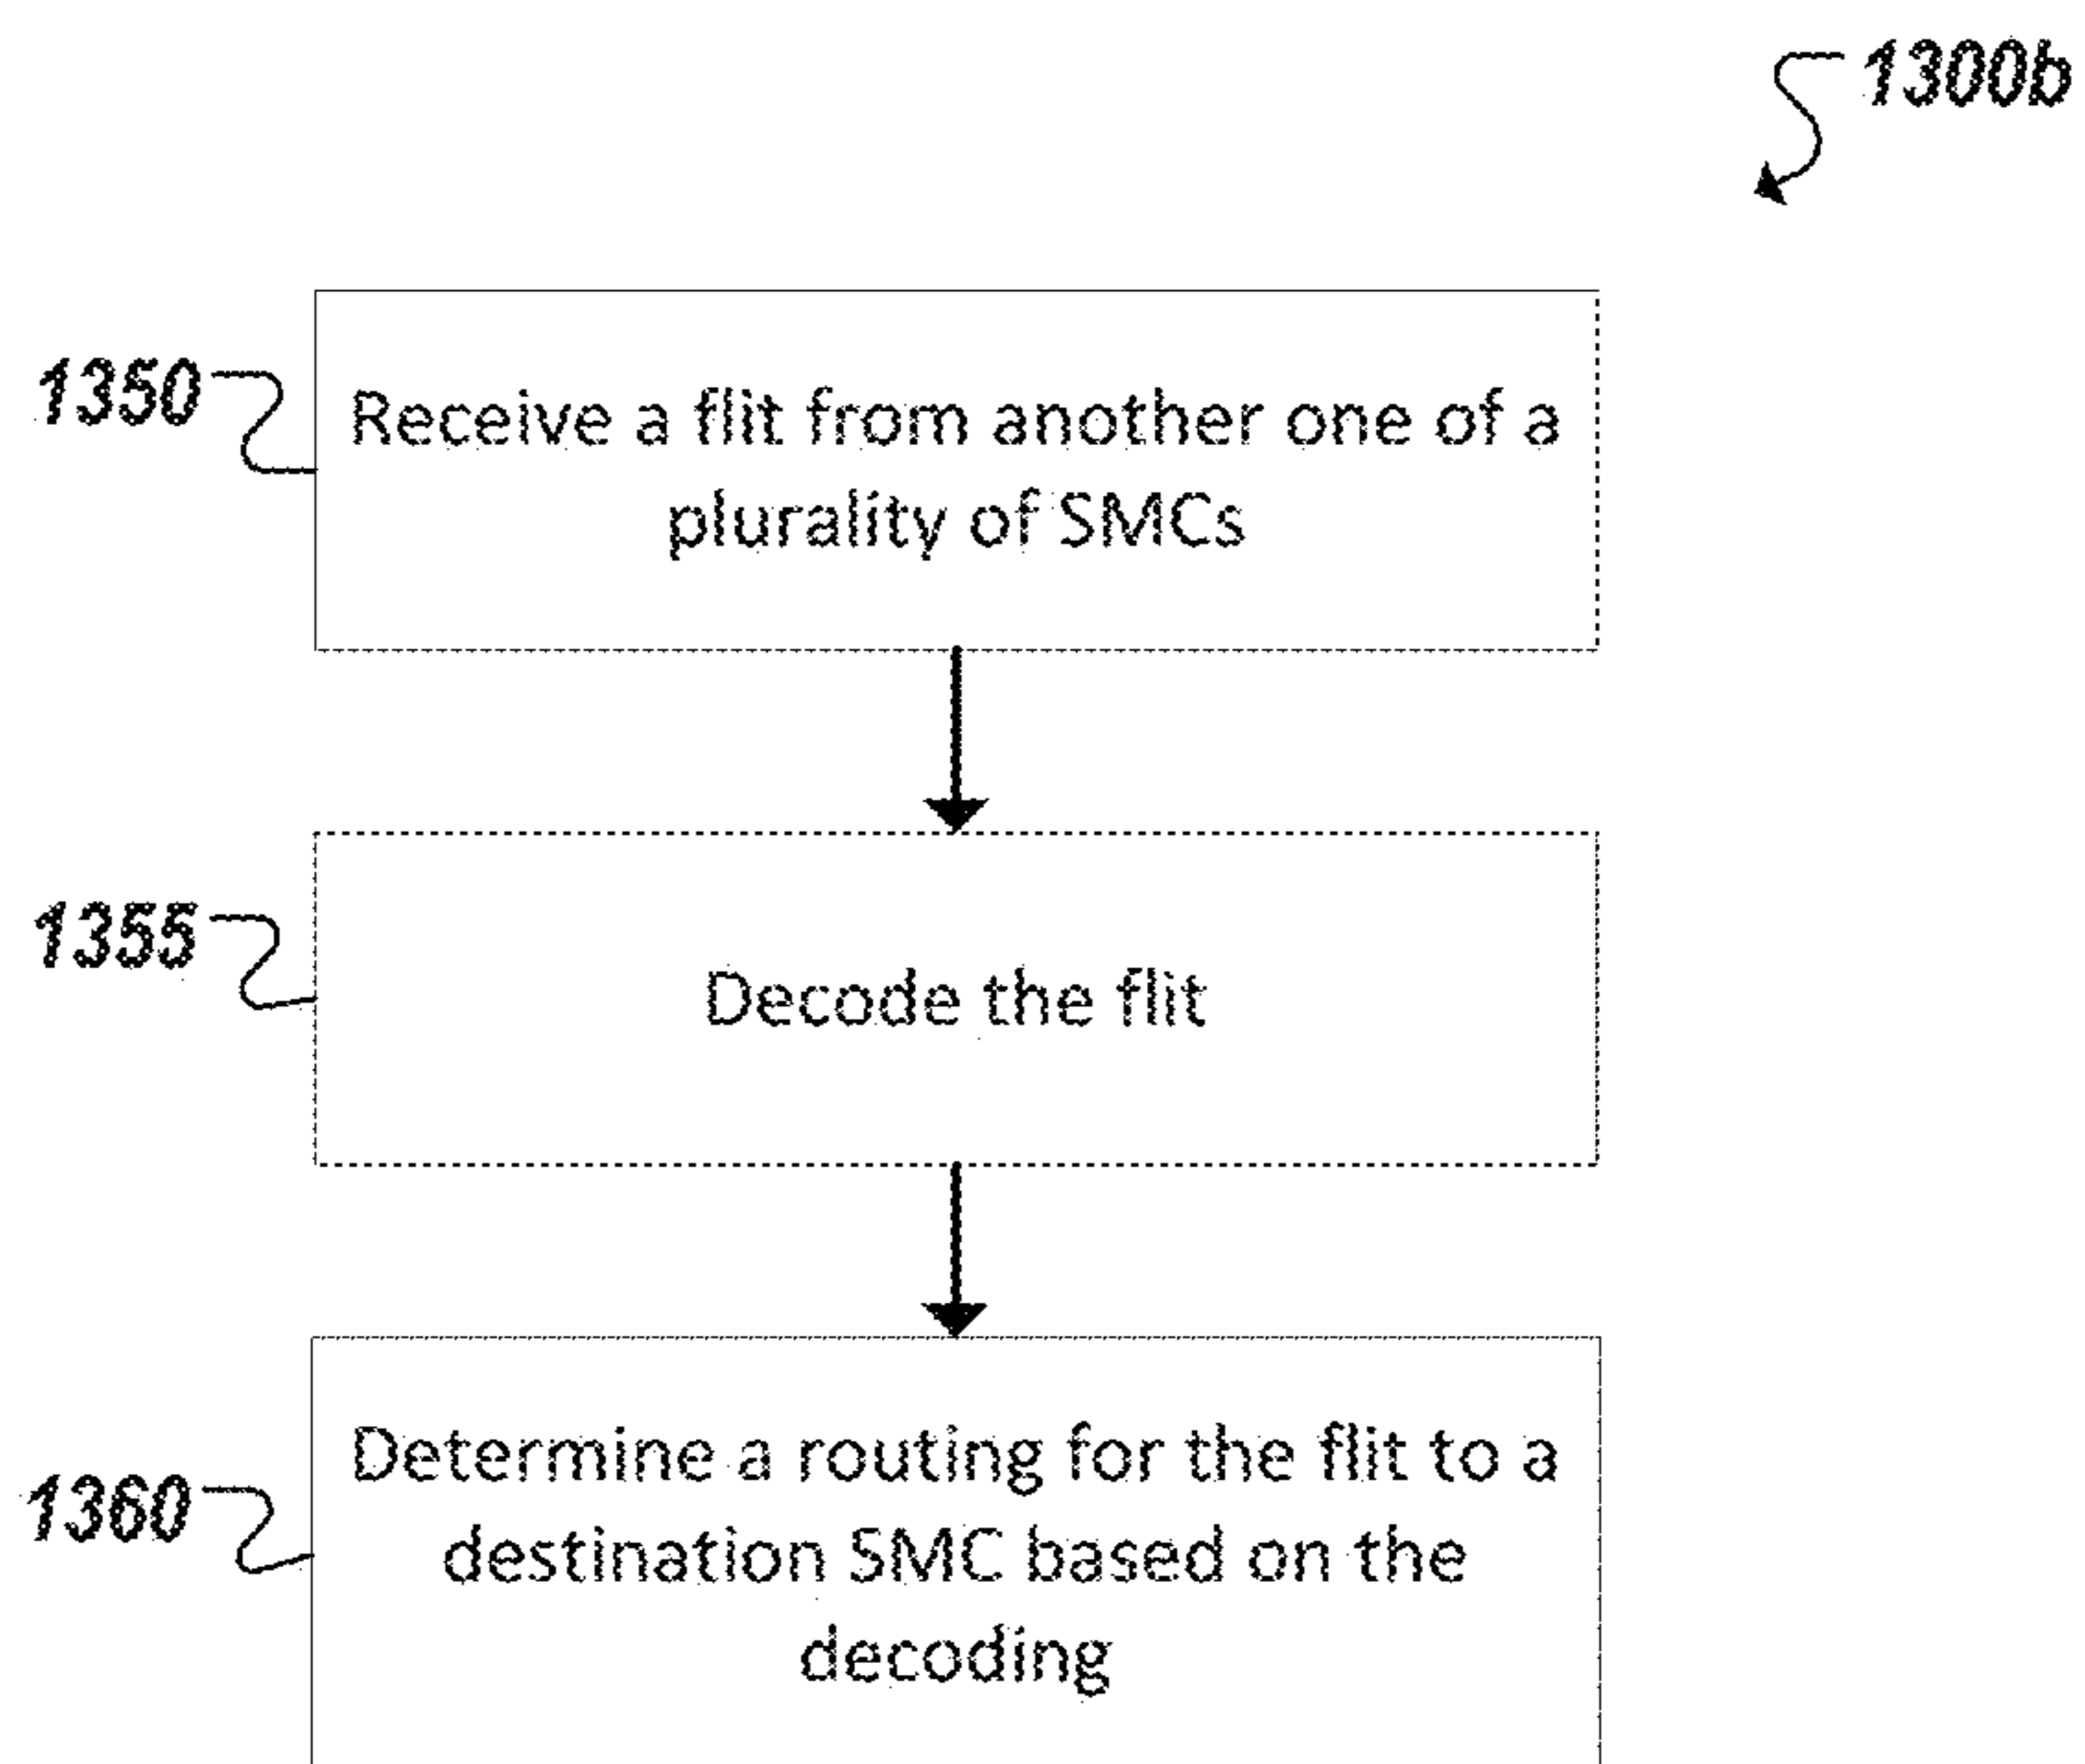 1300b
1350
Receive a flit from another one of a
plurality of SMCs
1355
Decode the flit
1360
Determine a routing for the flit to a
destination SMC based on the
decoding